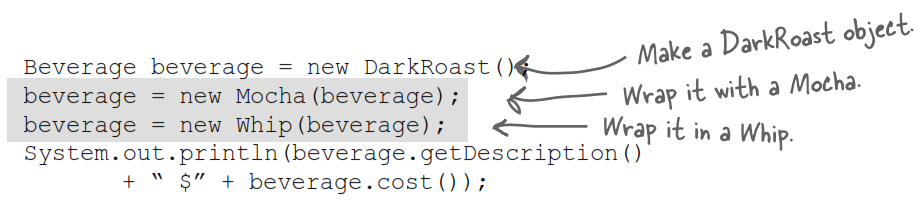 Beverage beverage = new DarkRoast();
Make a DarkRoast object.
beverage = new Mocha(beverage);
Wrap it with a Mocha.
beverage = new Whip(beverage);
Wrap it in a Whip.
System.out.println(beverage.getDescription()
+ “ $” + beverage.cost());